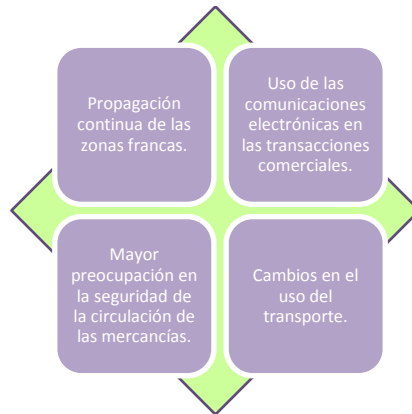 Propagación
continua de las
zonas francas.
Uso de las
comunicaciones
electrónicas en
las transacciones
comerciales.
Mayor
preocupación en
la seguridad de
la circulación de
las mercancías.
Cambios en el
uso del
transporte.